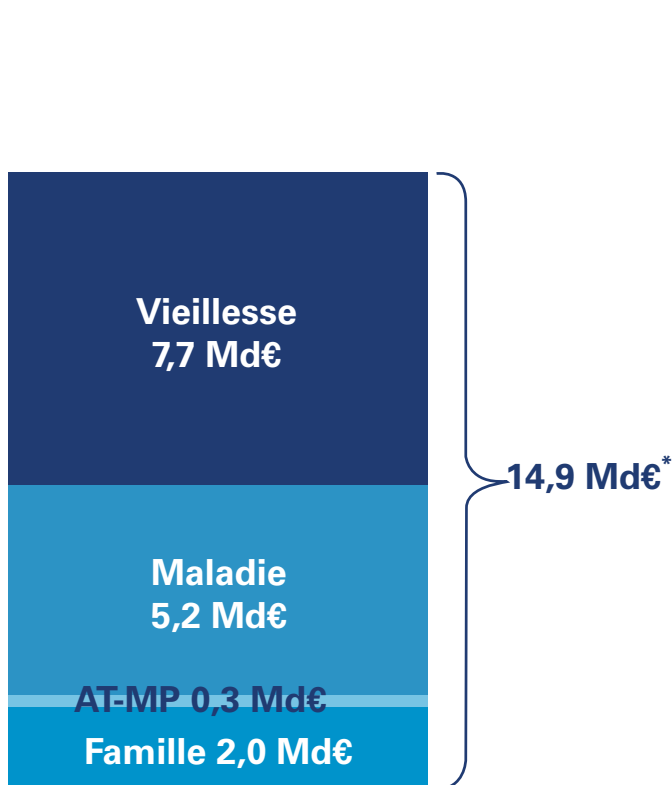 Vieillesse
7,7 Md€
14,9 Md€*
Maladie
5,2 Md€
AT-MP 0,3 Md€
Famille 2,0 Md€